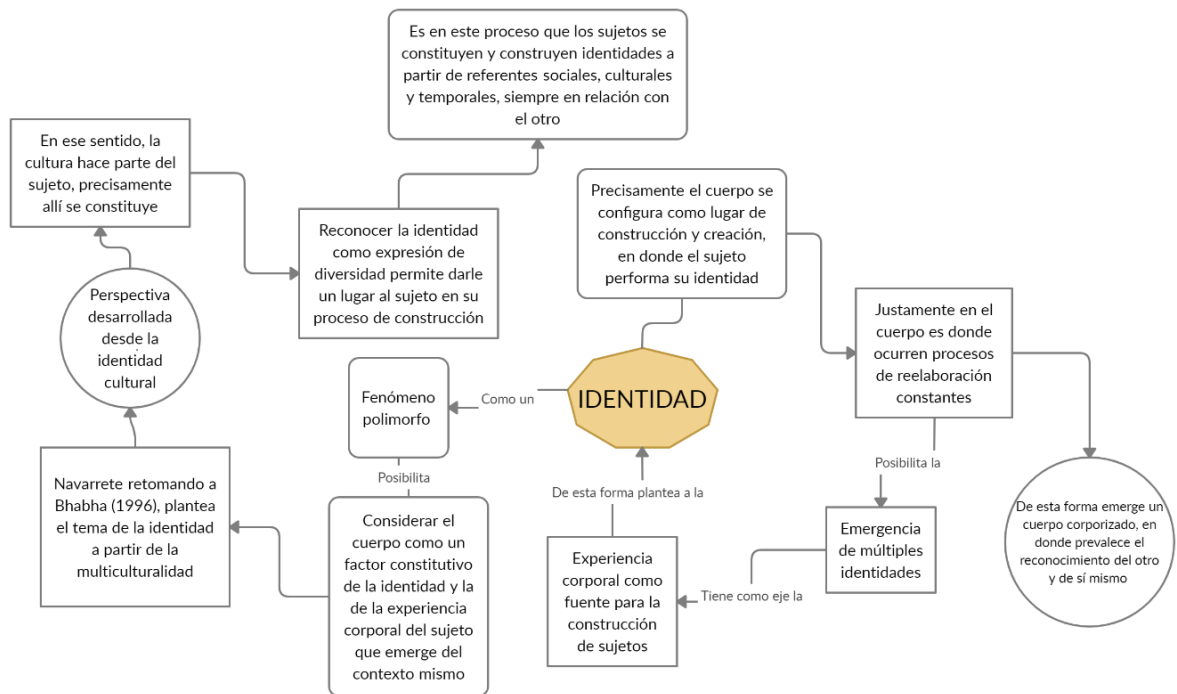 Es en este proceso que los sujetos se
constituyen y construyen identidades a
partir de referentes sociales, culturales
y temporales, siempre en relación con
el otro
En ese sentido, la
cultura hace parte del
sujeto, precisamente
allí se constituye
Reconocer la identidad
como expresión de
diversidad permite darle
un lugar al sujeto en su
proceso de construcción
Precisamente el cuerpo se
configura como lugar de
construcción y creación,
en donde el sujeto
performa su identidad
Perspectiva
desarrollada
desde la
identidad
cultural
Justamente en el
cuerpo es donde
ocurren procesos
de reelaboración
constantes
Fenómeno
polimorfo
Como un
IDENTIDAD
Posibilita
De esta forma plantea a la
Posibilita la
Navarrete retomando a
Bhabha (1996), plantea
el tema de la identidad
a partir de la
multiculturalidad
Considerar el
cuerpo como un
factor constitutivo
de la identidad y la
de la experiencia
corporal del sujeto
que emerge del
contexto mismo
Experiencia
corporal como
fuente para la
construcción
de sujetos
Tiene como eje la
Emergencia
de múltiples
identidades
De esta forma emerge un
cuerpo corporizado, en
donde prevalece el
reconocimiento del otro
y de sí mismo